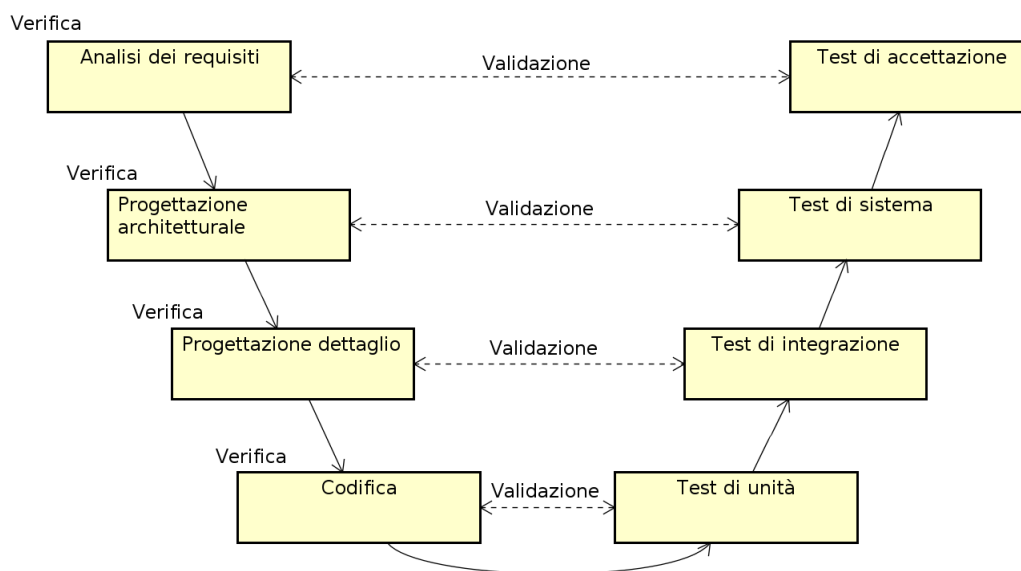 Verifica
Analisi dei requisiti
Validazione
Test di accettazione
Verifica
Progettazione
architetturale
Validazione
Test di sistema
Verifica
Progettazione dettaglio
Validazione
Test di integrazione
Verifica
Codifica
Validazione
Test di unità